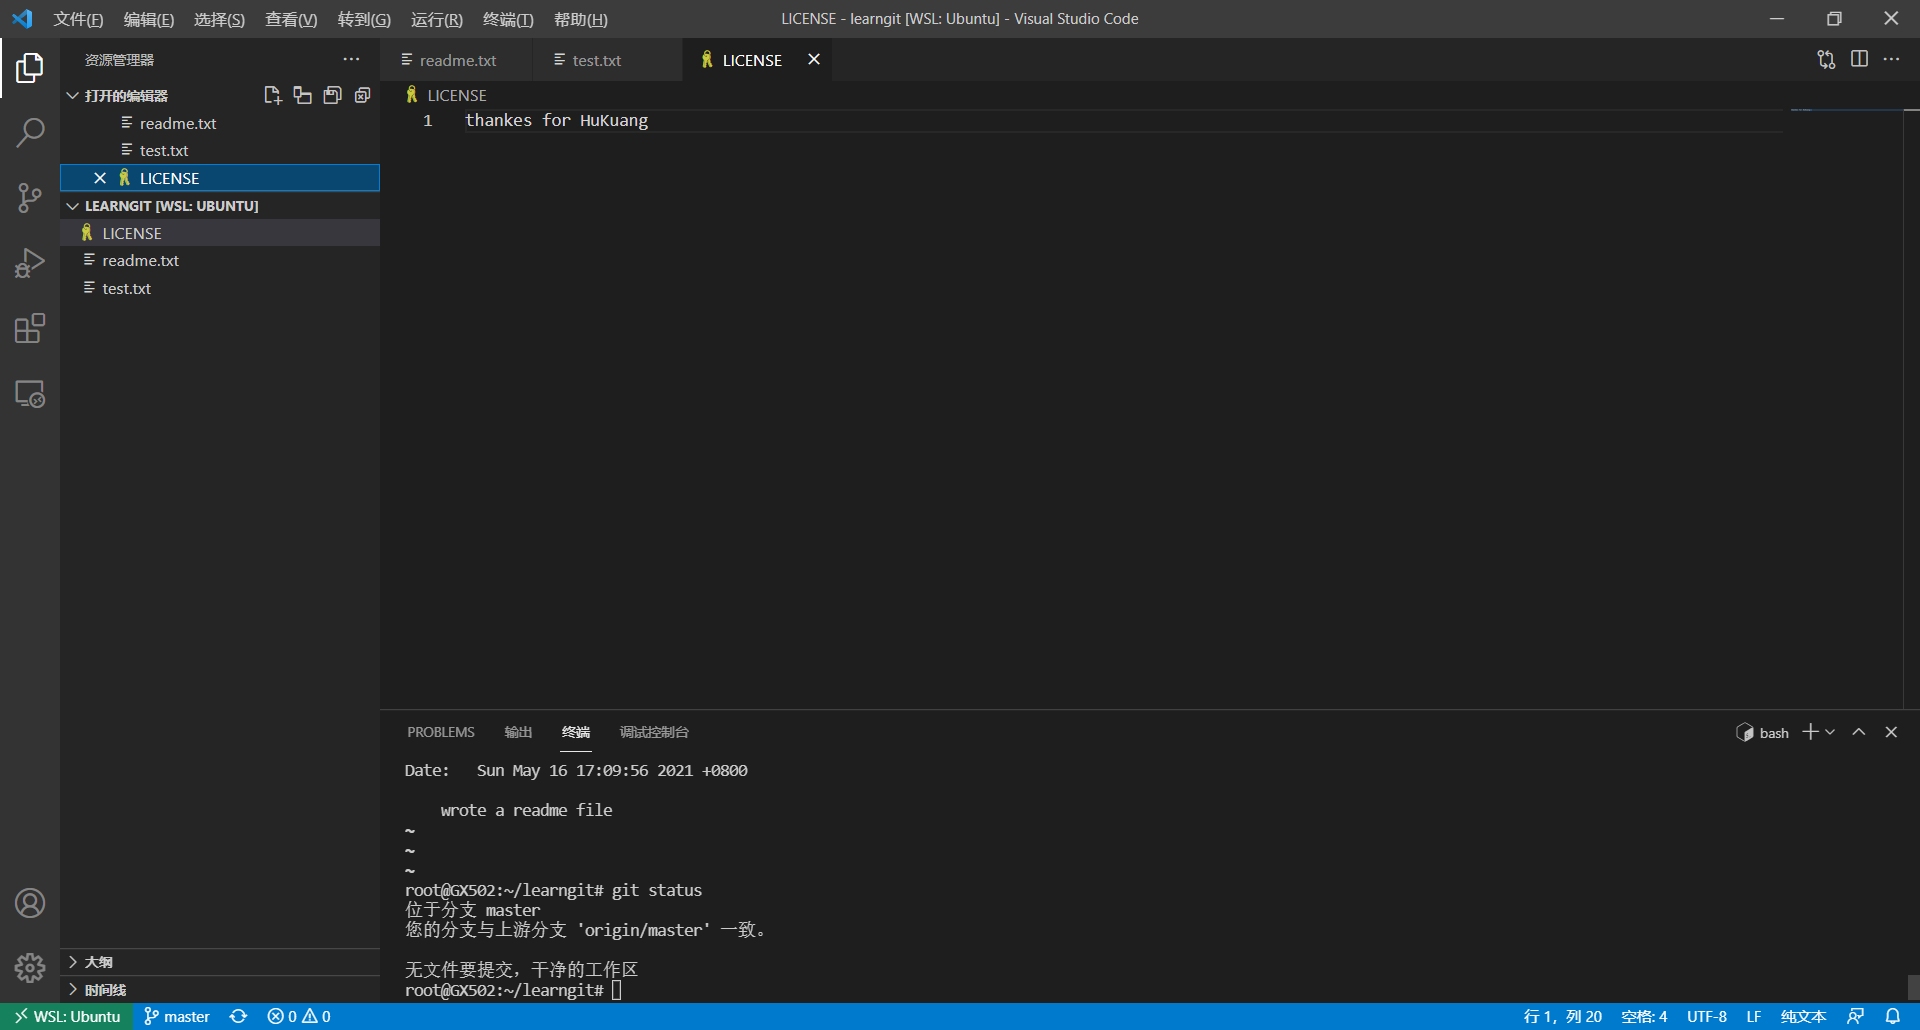 文件(F) 编辑(E) 选择(S) 查看(V) 转到(G) 运行(R) 终端(T) 帮助(H)
LICENSE - learngit [WSL: Ubuntu] - Visual Studio Code
资源管理器
readme.txt
test.txt
LICENSE
打开的编辑器
readme.txt
test.txt
LICENSE
LEARNGIT [WSL: UBUNTU]
LICENSE
readme.txt
test.txt
大纲
时间线
LICENSE
1 thankes for HuKuang
PROBLEMS 输出 终端 调试控制台
bash
Date:   Sun May 16 17:09:56 2021 +0800
wrote a readme file
~
~
~
root@GX502:~/learngit# git status
位于分支 master
您的分支与上游分支 'origin/master' 一致。
无文件要提交，干净的工作区
root@GX502:~/learngit#
WSL: Ubuntu master 0 0
行 1，列 20 空格: 4 UTF-8 LF 纯文本